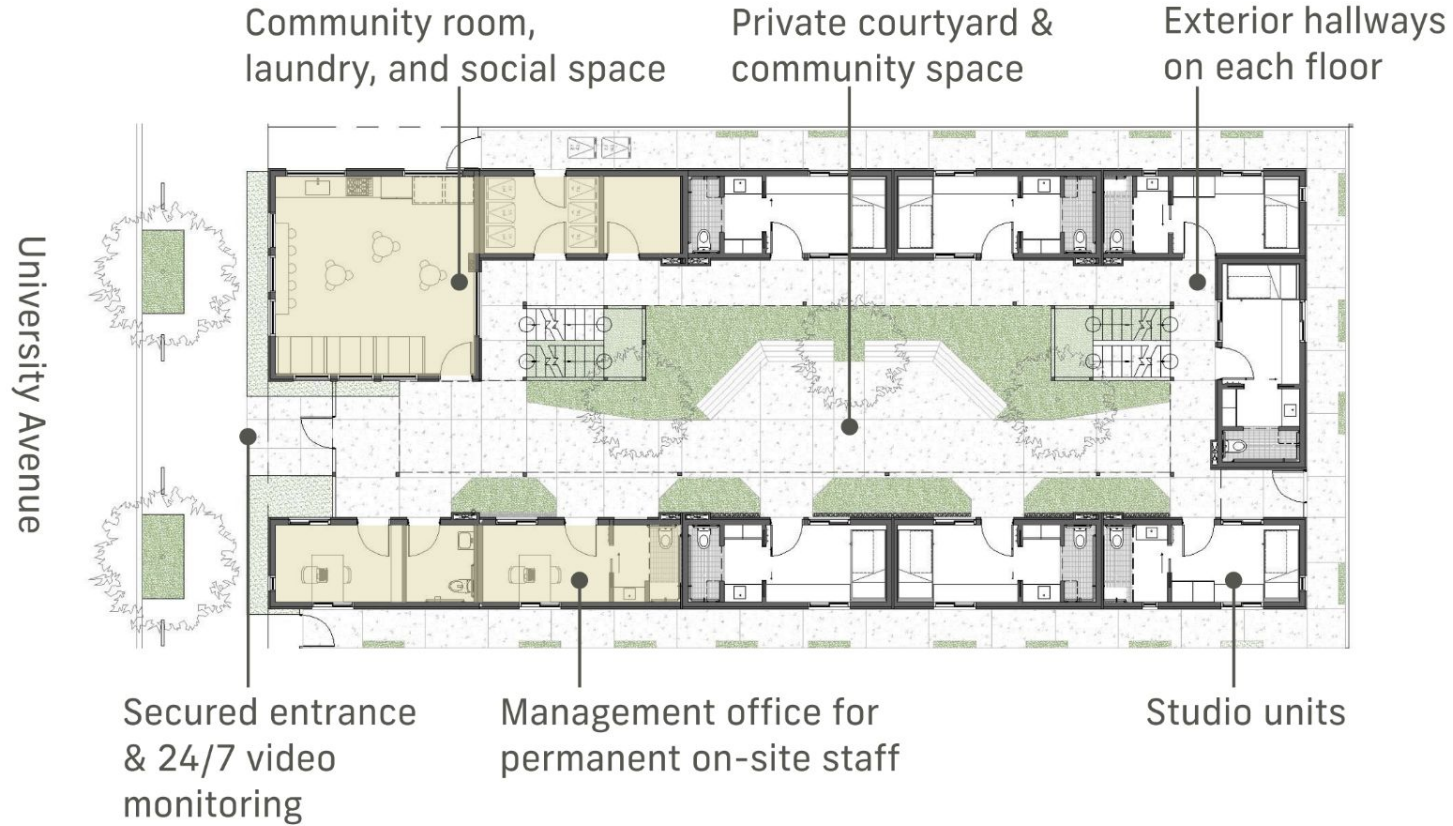 Community room,
laundry, and social space
Private courtyard &
community space
Exterior hallways
on each floor
University Avenue
Secured entrance
& 24/7 video
monitoring
Management office for
permanent on-site staff
Studio units